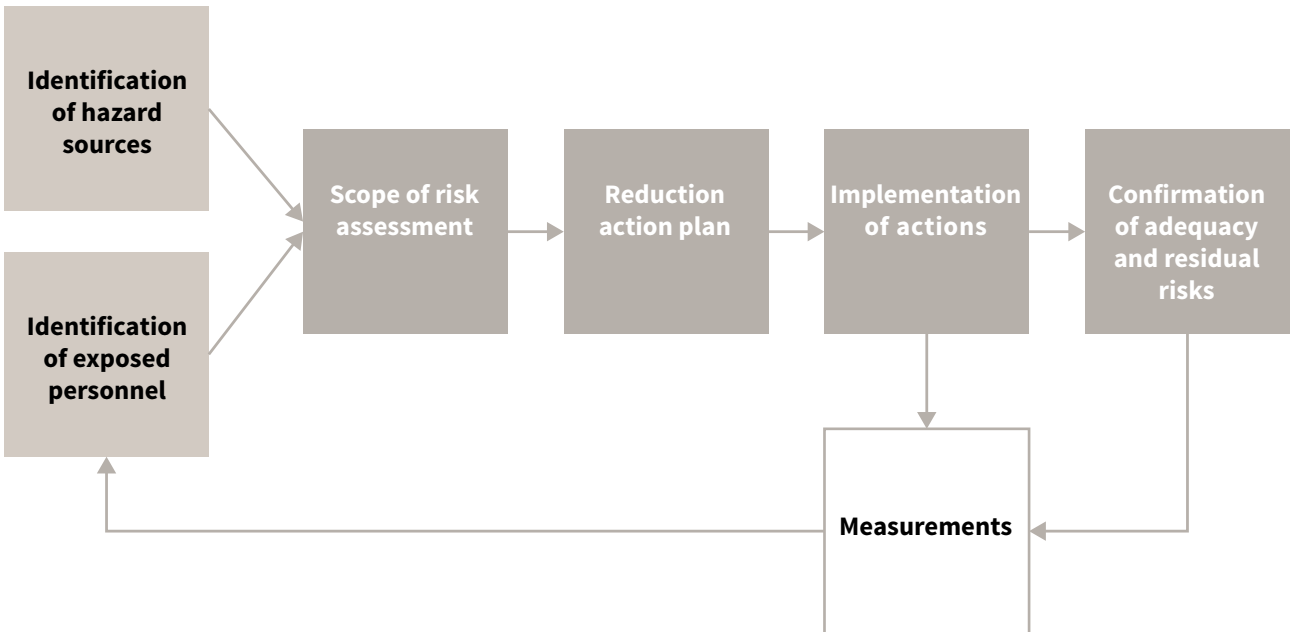 Identification
of hazard
sources
Identification
of exposed
personnel
Scope of risk
assessment
Reduction
action plan
Implementation
of actions
Confirmation
of adequacy
and residual
risks
Measurements